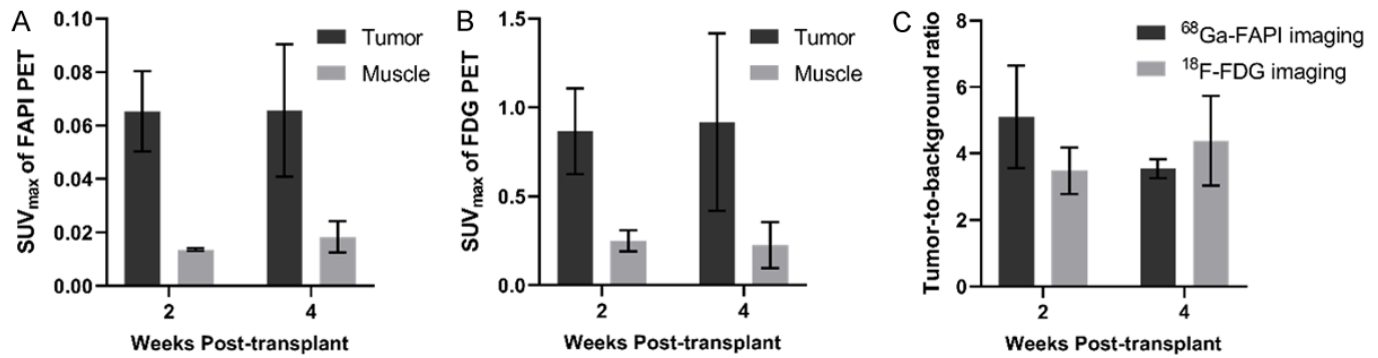 A
SUVmax of FAPI PET
0.10
0.08
0.06
0.04
0.02
0.00
Tumor
Muscle
2 4
Weeks Post-transplant
B
SUVmax of FDG PET
1.5
1.0
0.5
0.0
Tumor
Muscle
2 4
Weeks Post-transplant
C
Tumor-to-background ratio
8
6
4
2
0
68Ga-FAPI imaging
18F-FDG imaging
2 4
Weeks Post-transplant